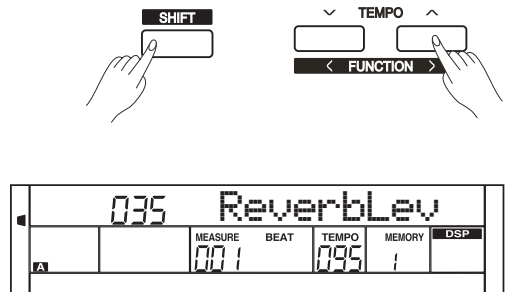 SHIFT
TEMPO
< FUNCTION >
035 ReverbLev
MEASURE BEAT TEMPO MEMORY DSP
A 001 095 1